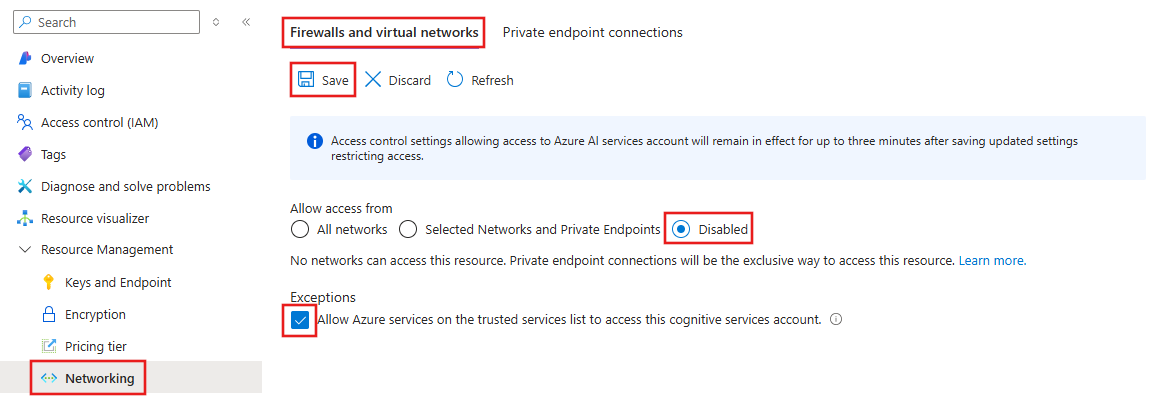 Search
Overview
Activity log
Access control (IAM)
Tags
Diagnose and solve problems
Resource visualizer
Resource Management
Keys and Endpoint
Encryption
Pricing tier
Networking
Firewalls and virtual networks Private endpoint connections
Save Discard Refresh
Access control settings allowing access to Azure AI services account will remain in effect for up to three minutes after saving updated settings
restricting access.
Allow access from
All networks Selected Networks and Private Endpoints Disabled
No networks can access this resource. Private endpoint connections will be the exclusive way to access this resource. Learn more.
Exceptions
Allow Azure services on the trusted services list to access this cognitive services account.